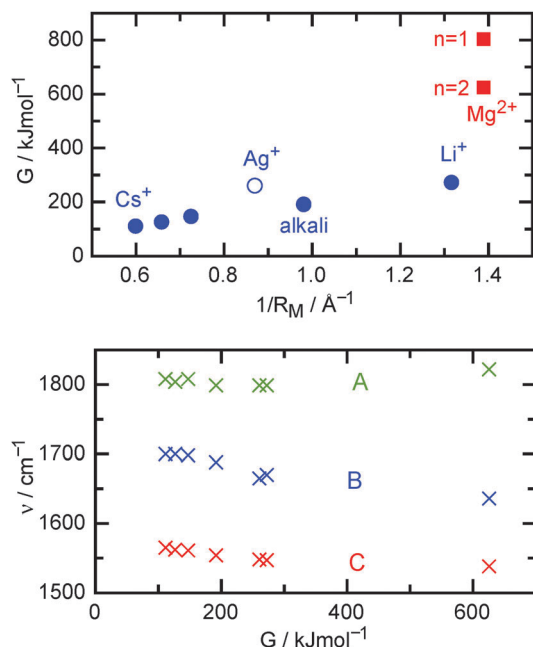 G / kJmol⁻¹
800
600
400
200
0
n=1
n=2
Mg²⁺
Li⁺
Ag⁺
Cs⁺
alkali
0.6 0.8 1.0 1.2 1.4
1/R_M / Å⁻¹
ν / cm⁻¹
1800
1700
1600
1500
A
B
C
0 200 400 600
G / kJmol⁻¹